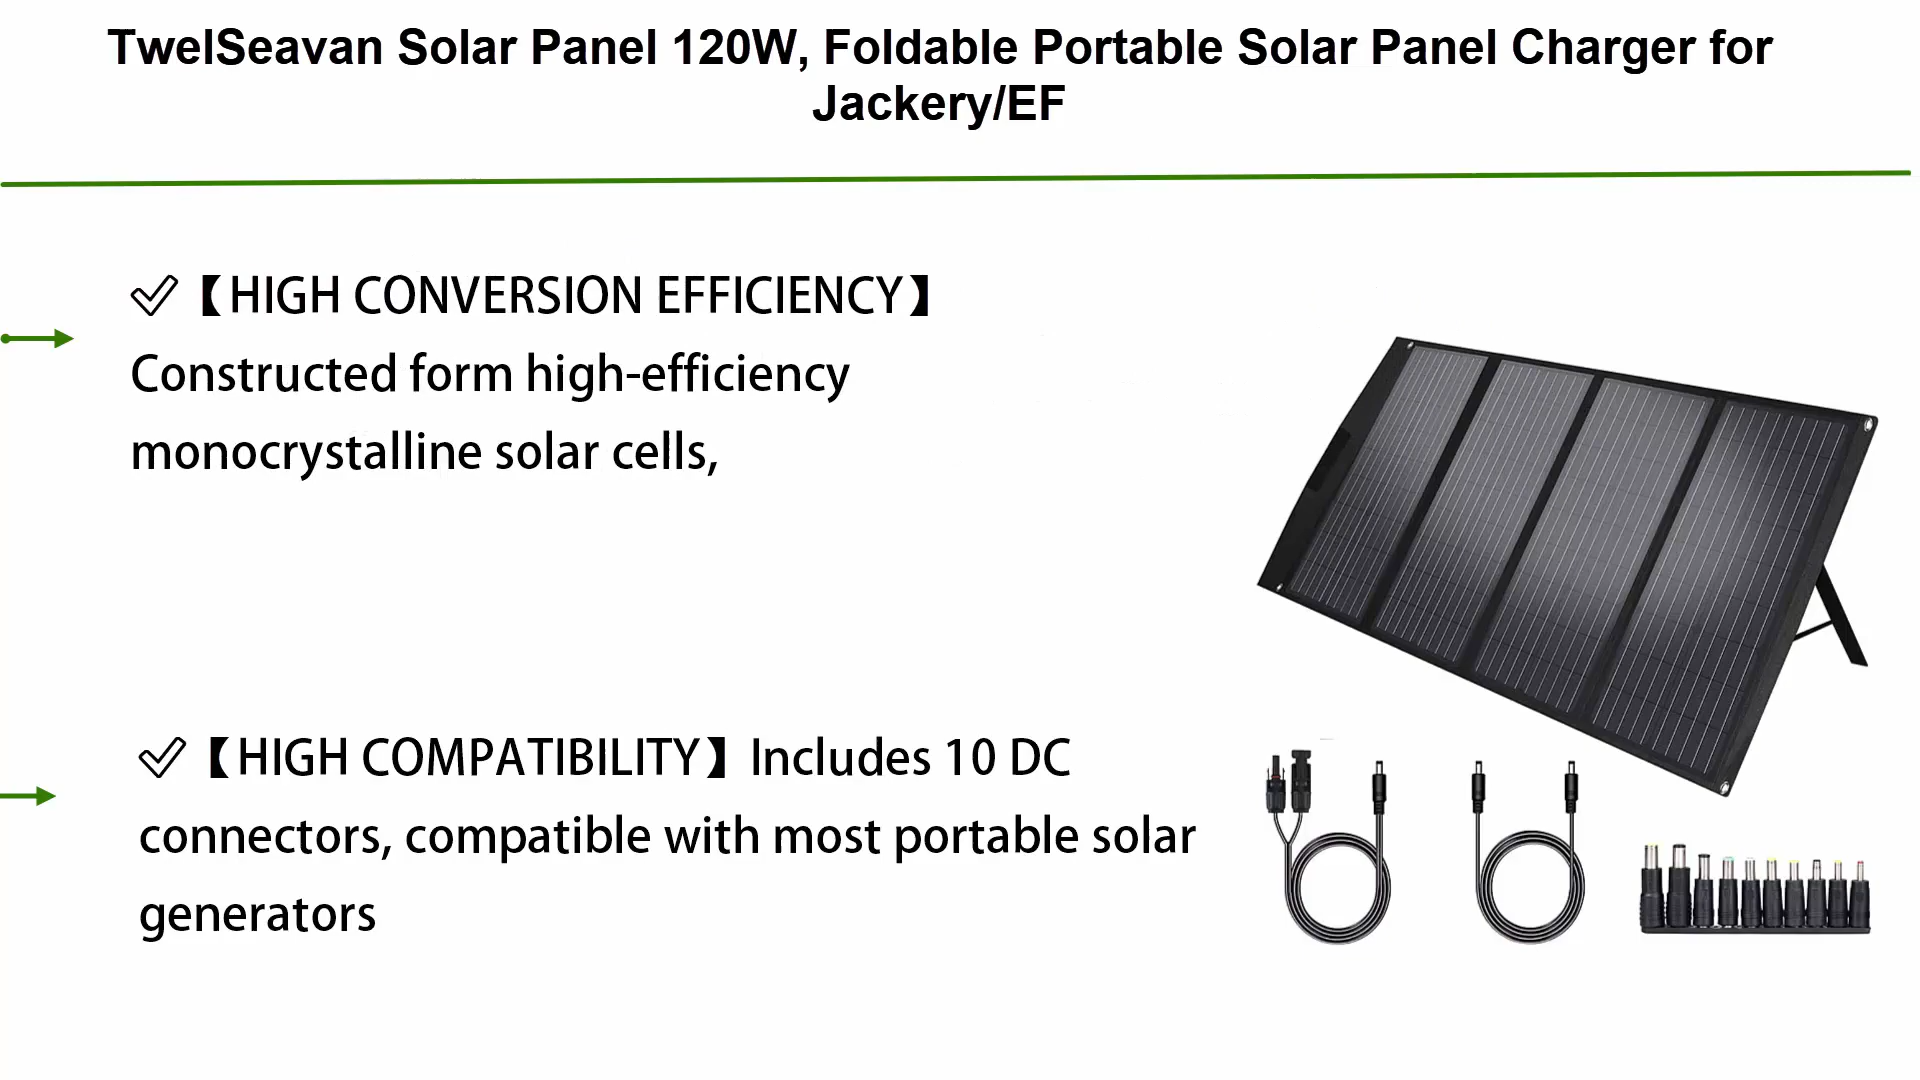 TwelSeavan Solar Panel 120W, Foldable Portable Solar Panel Charger for
Jackery/EF
✓【HIGH CONVERSION EFFICIENCY】
Constructed form high-efficiency
monocrystalline solar cells,
✓【HIGH COMPATIBILITY】Includes 10 DC
connectors, compatible with most portable solar
generators